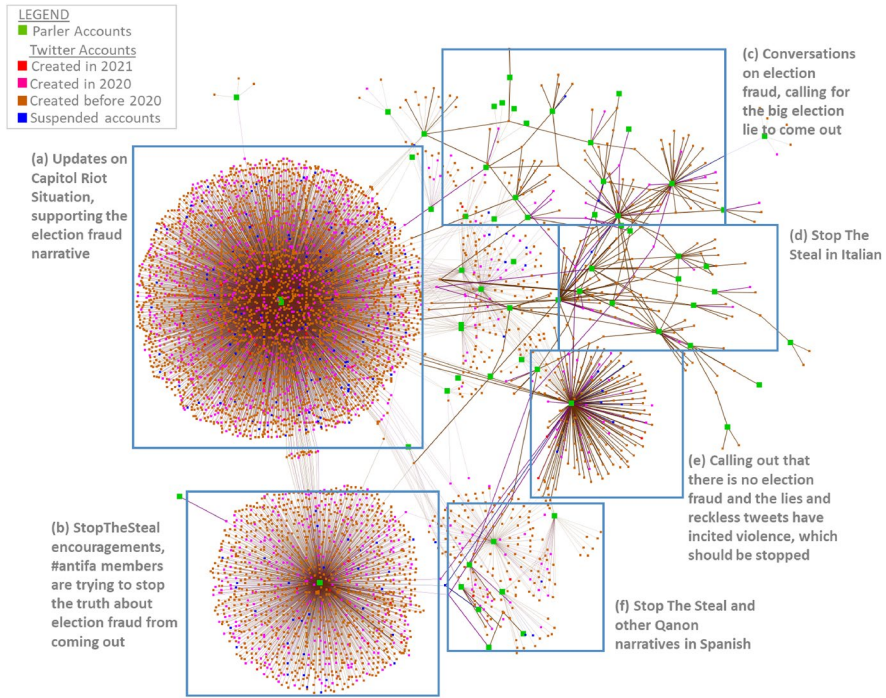 LEGEND
Parler Accounts
Twitter Accounts
Created in 2021
Created in 2020
Created before 2020
Suspended accounts
(a) Updates on
Capitol Riot
Situation,
supporting the
election fraud
narrative
(c) Conversations
on election
fraud, calling for
the big election
lie to come out
(d) Stop The
Steal in Italian
(b) StopTheSteal
encouragements,
#antifa members
are trying to stop
the truth about
election fraud from
coming out
(e) Calling out that
there is no election
fraud and the lies and
reckless tweets have
incited violence, which
should be stopped
(f) Stop The Steal and
other Qanon
narratives in Spanish